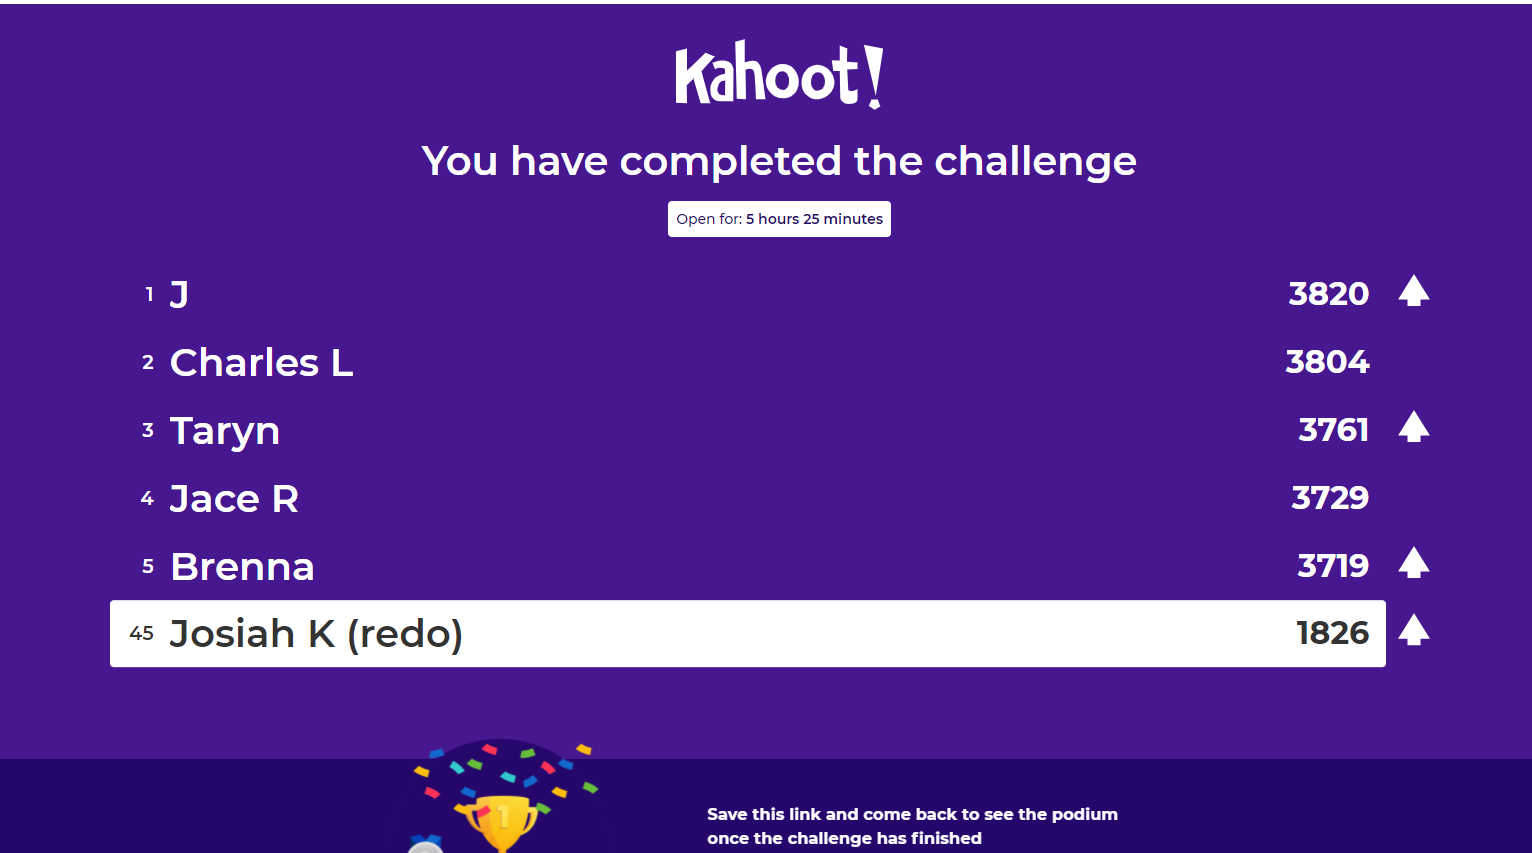 Kahoot!
You have completed the challenge
Open for: 5 hours 25 minutes
1 J 3820
2 Charles L 3804
3 Taryn 3761
4 Jace R 3729
5 Brenna 3719
45 Josiah K (redo) 1826
1
Save this link and come back to see the podium
once the challenge has finished